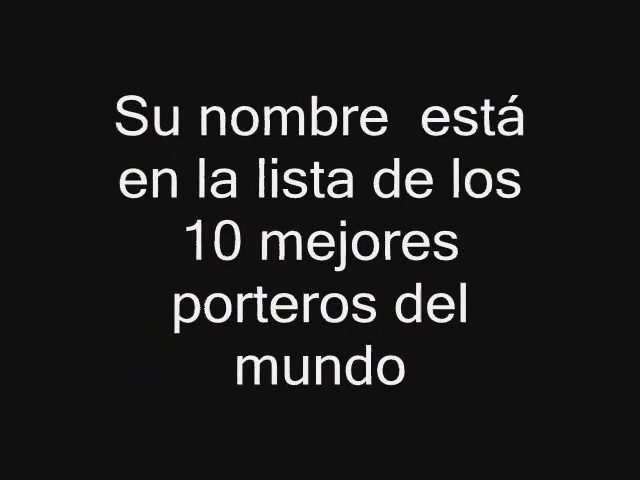 Su nombre  está
en la lista de los
10 mejores
porteros del
mundo